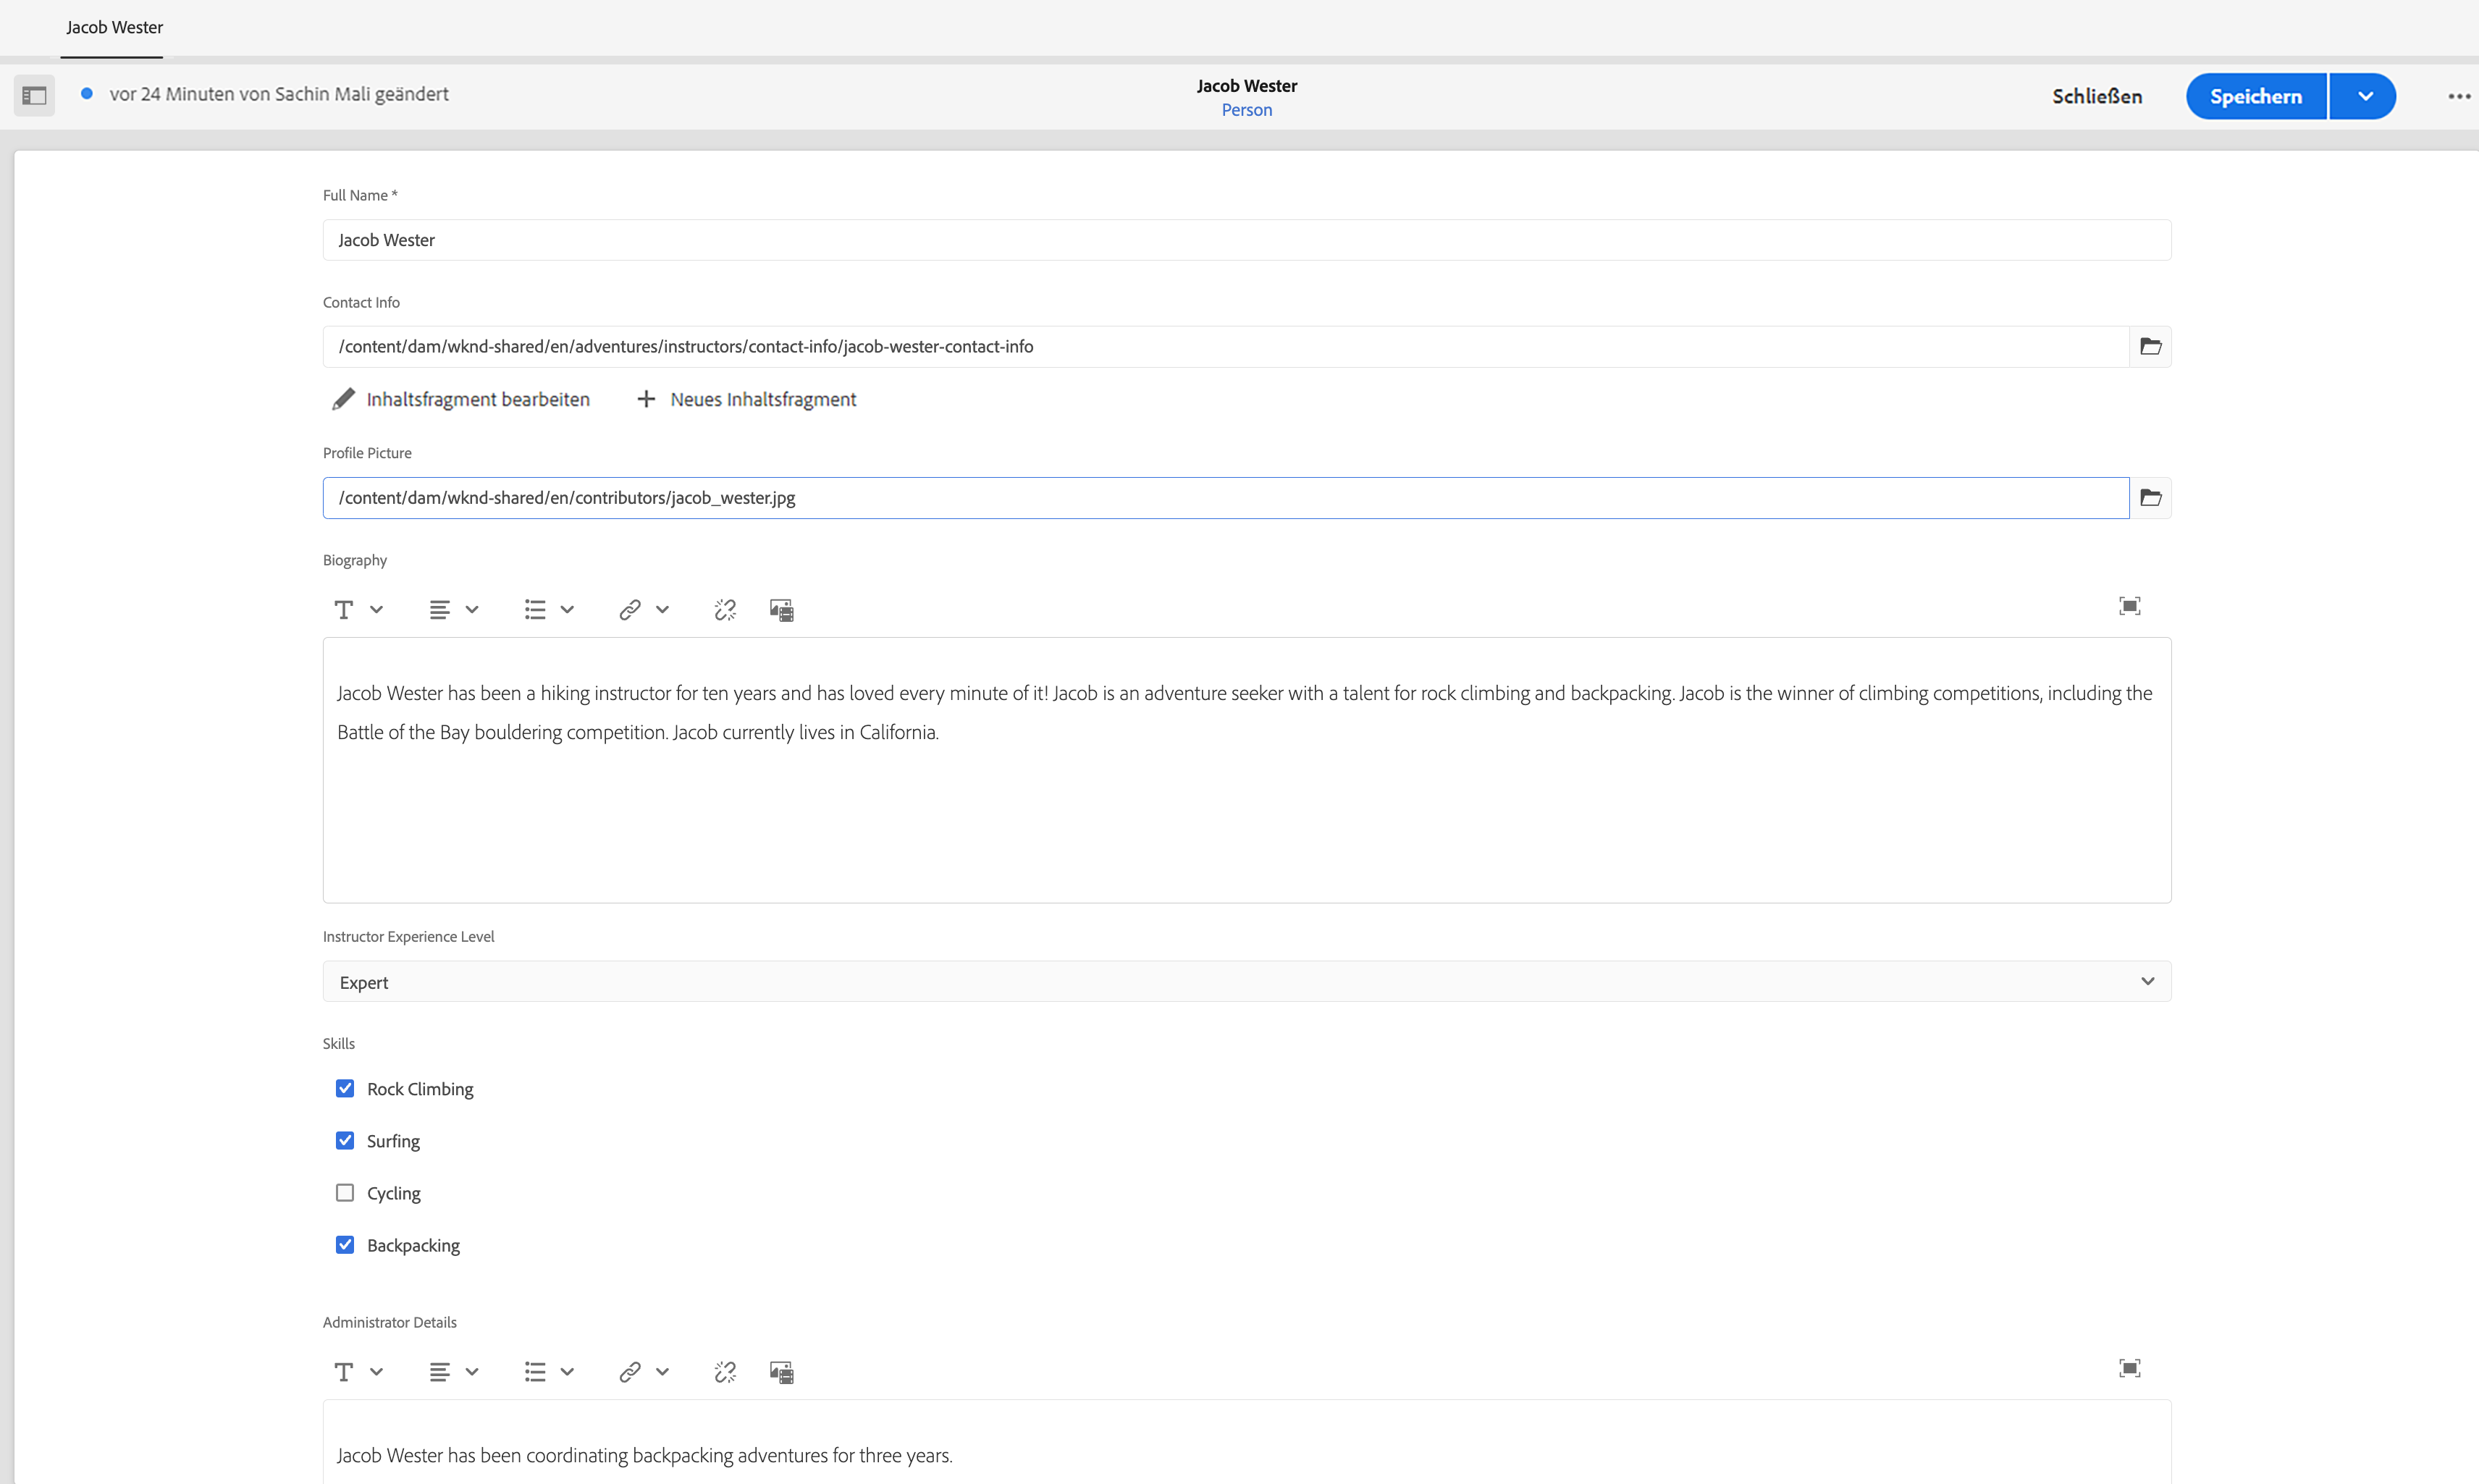 Jacob Wester
vor 24 Minuten von Sachin Mali geändert
Jacob Wester
Person
Schließen
Speichern
Full Name *
Jacob Wester
Contact Info
/content/dam/wknd-shared/en/adventures/instructors/contact-info/jacob-wester-contact-info
Inhaltsfragment bearbeiten
Neues Inhaltsfragment
Profile Picture
/content/dam/wknd-shared/en/contributors/jacob_wester.jpg
Biography
Jacob Wester has been a hiking instructor for ten years and has loved every minute of it! Jacob is an adventure seeker with a talent for rock climbing and backpacking. Jacob is the winner of climbing competitions, including the
Battle of the Bay bouldering competition. Jacob currently lives in California.
Instructor Experience Level
Expert
Skills
Rock Climbing
Surfing
Cycling
Backpacking
Administrator Details
Jacob Wester has been coordinating backpacking adventures for three years.